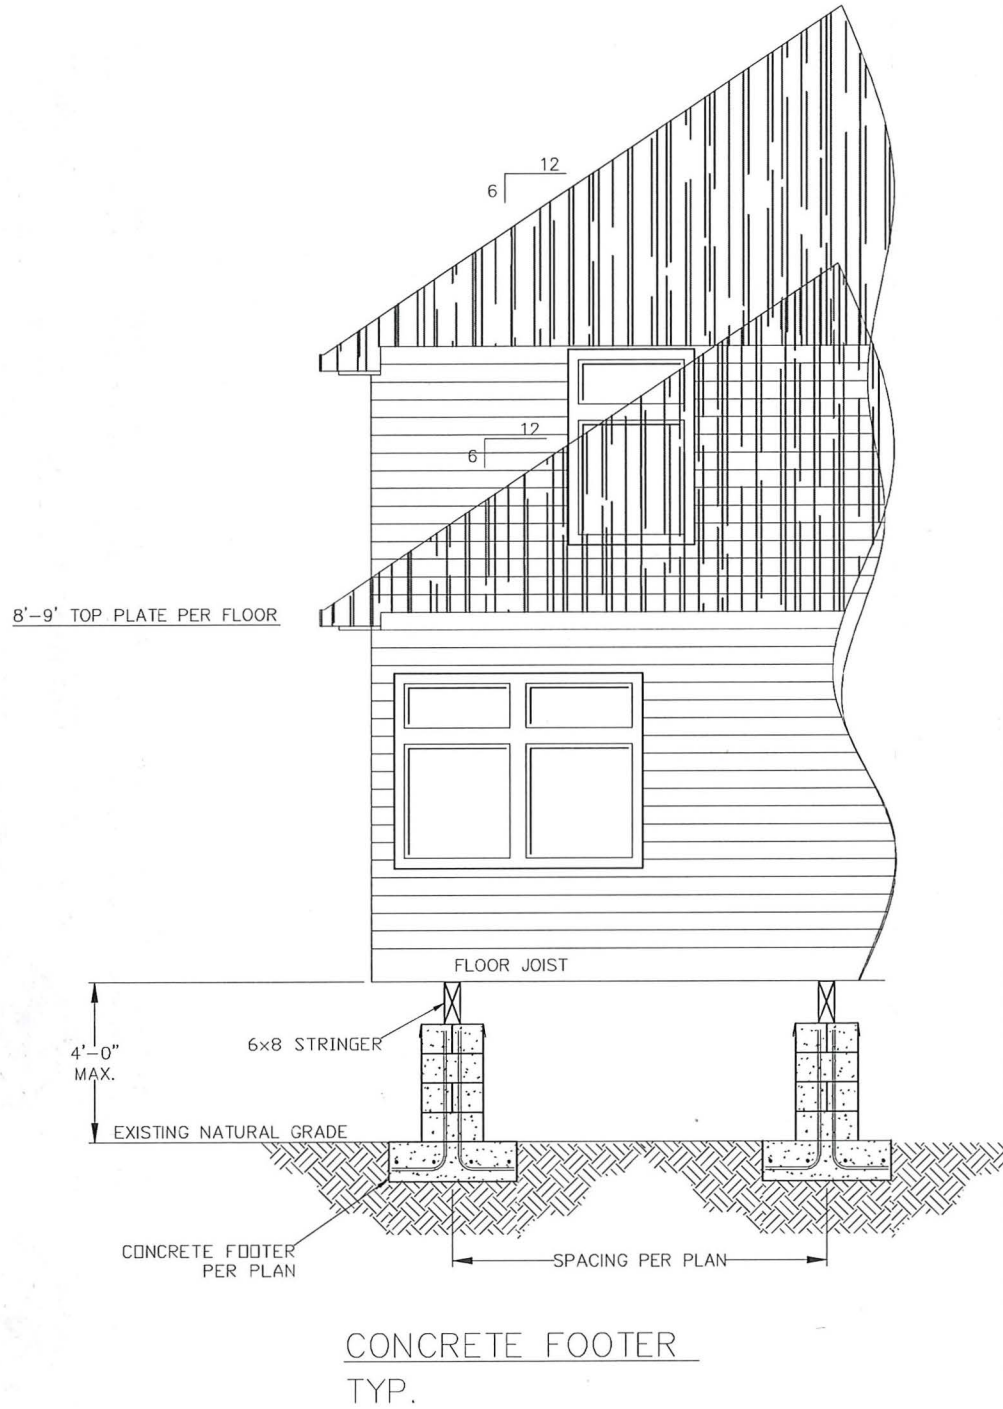 12
6
12
6
8'-9' TOP PLATE PER FLOOR
FLOOR JOIST
6x8 STRINGER
4'-0"
MAX.
EXISTING NATURAL GRADE
CONCRETE FOOTER
PER PLAN
SPACING PER PLAN
CONCRETE FOOTER
TYP.